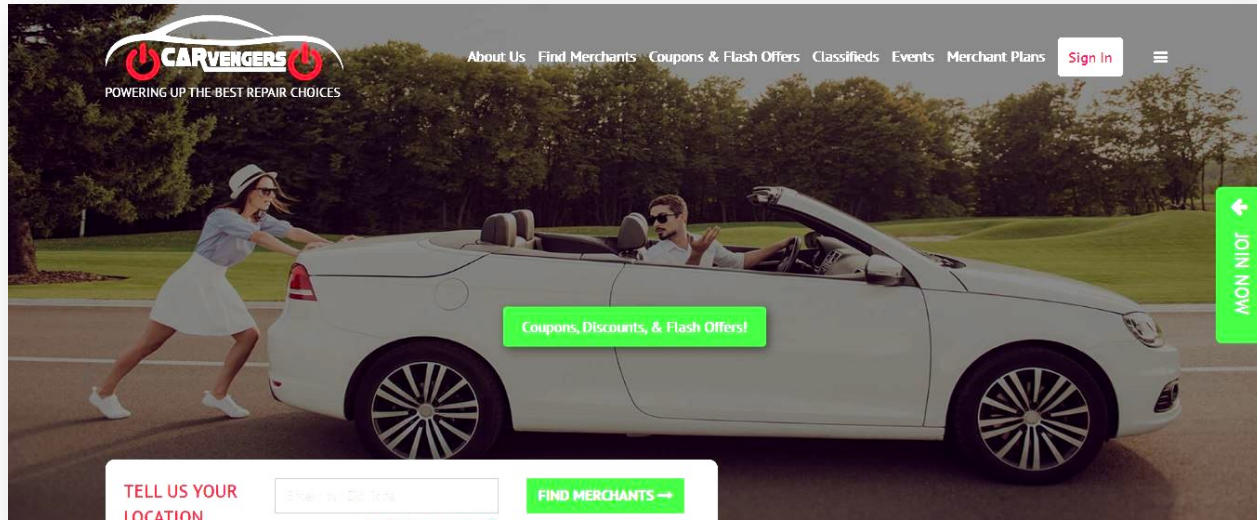 CARVENGERS
POWERING UP THE BEST REPAIR CHOICES
About Us Find Merchants Coupons & Flash Offers Classifieds Events Merchant Plans Sign In
JOIN NOW
Coupons, Discounts, & Flash Offers!
TELL US YOUR
LOCATION
FIND MERCHANTS